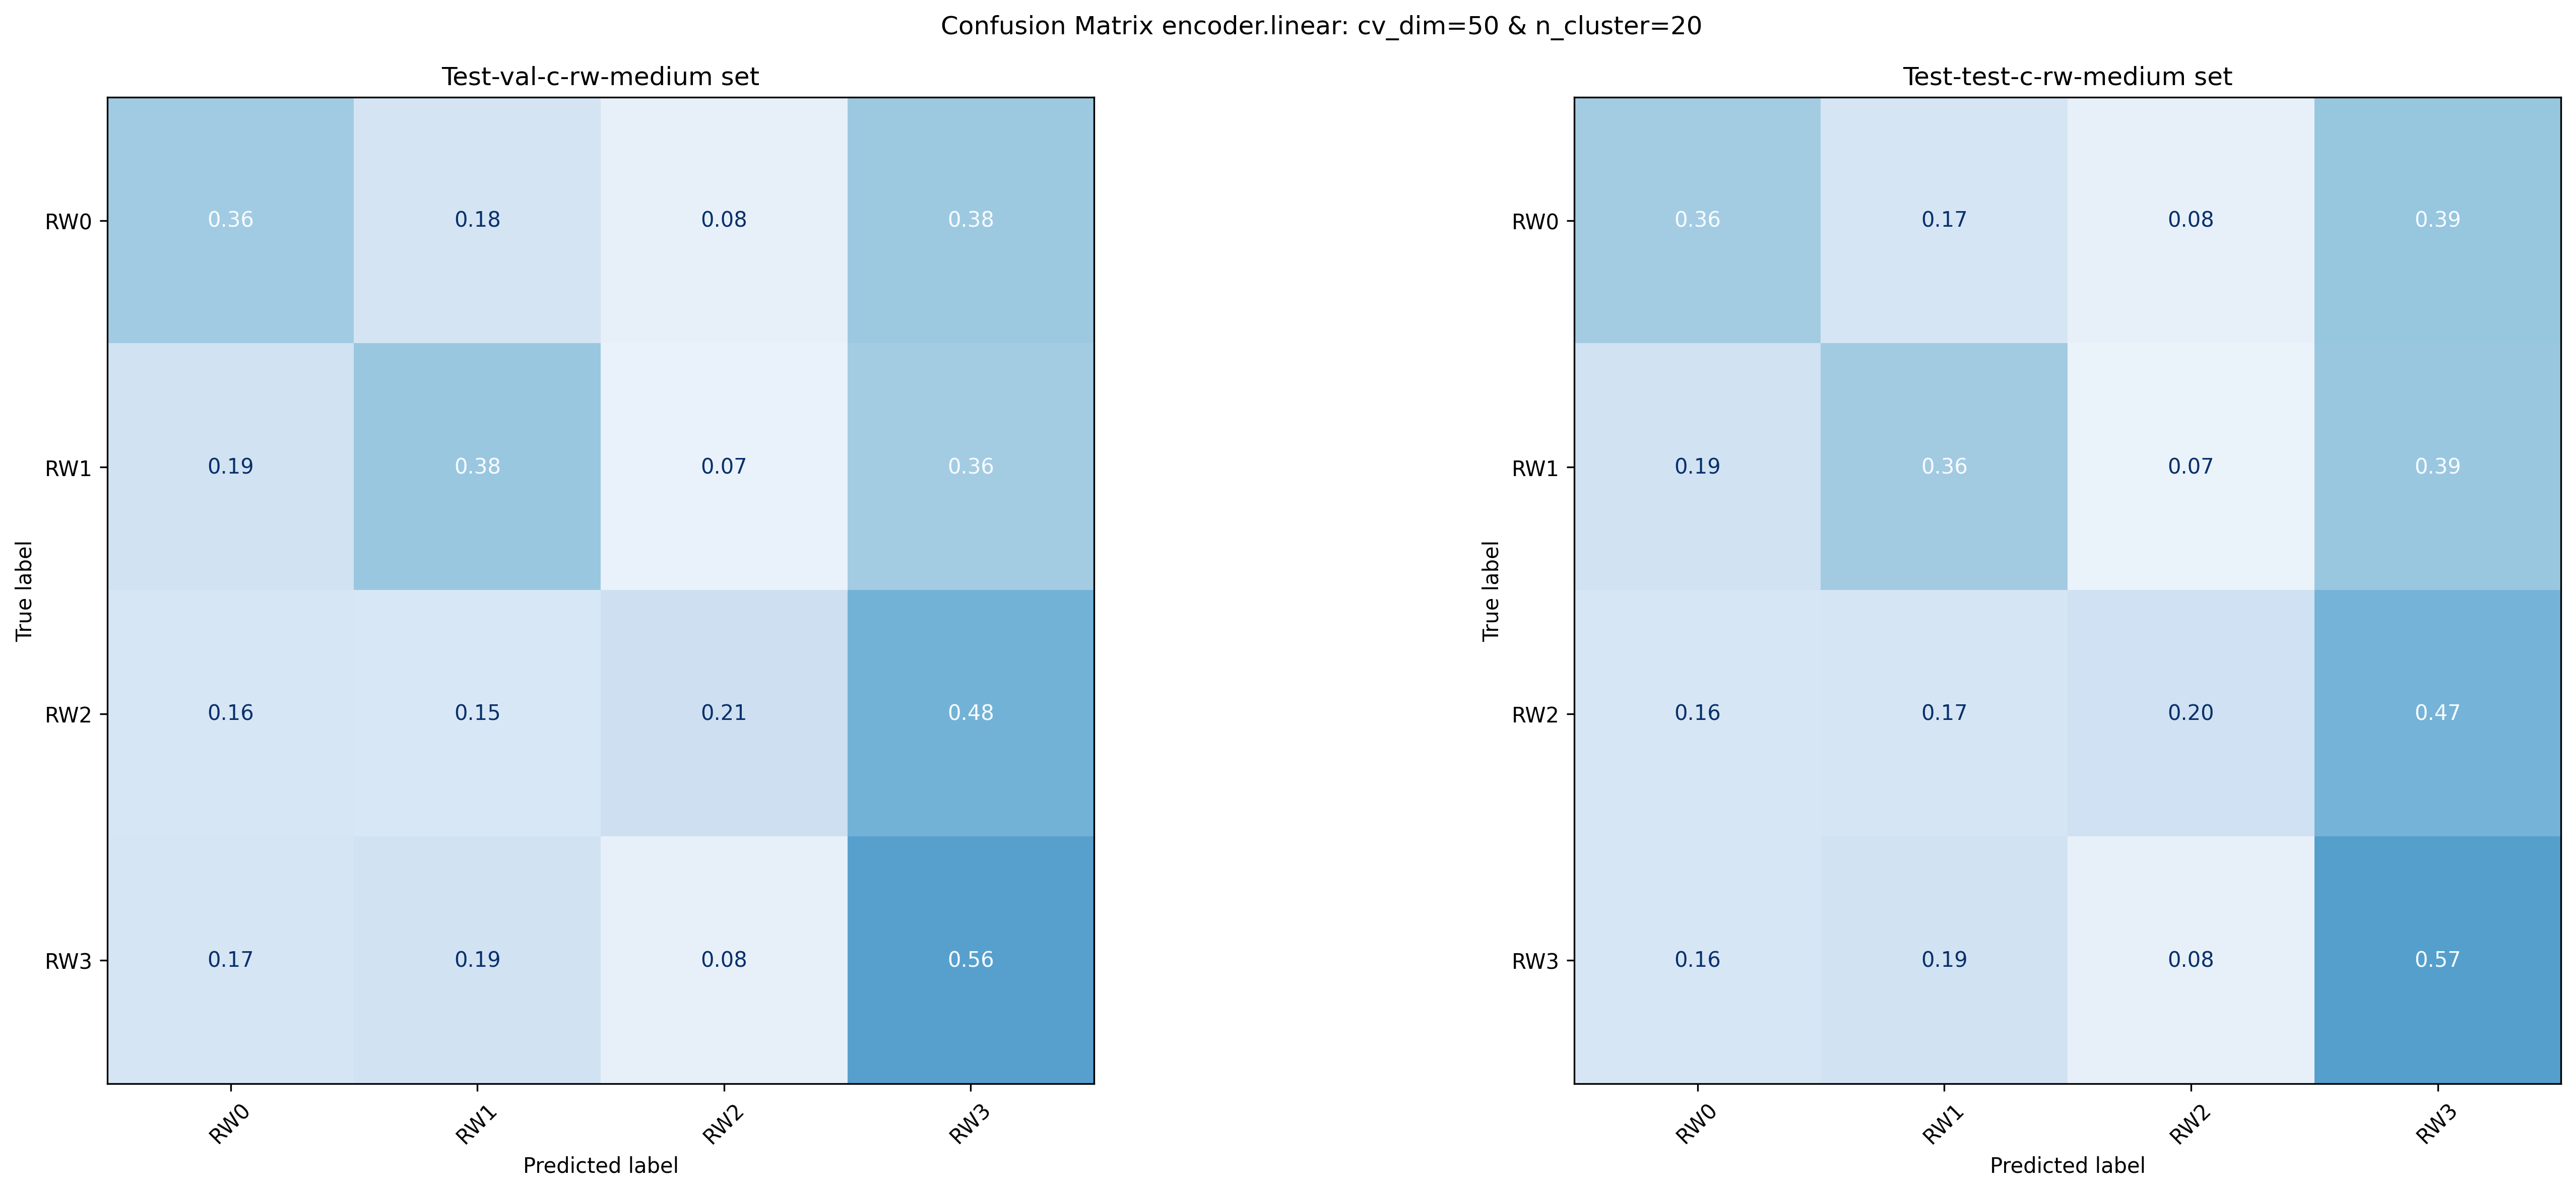 Confusion Matrix encoder.linear: cv_dim=50 & n_cluster=20
Test-val-c-rw-medium set
True label
RW0
0.36 0.18 0.08 0.38
RW1
0.19 0.38 0.07 0.36
RW2
0.16 0.15 0.21 0.48
RW3
0.17 0.19 0.08 0.56
RW0 RW1 RW2 RW3
Predicted label
Test-test-c-rw-medium set
True label
RW0
0.36 0.17 0.08 0.39
RW1
0.19 0.36 0.07 0.39
RW2
0.16 0.17 0.20 0.47
RW3
0.16 0.19 0.08 0.57
RW0 RW1 RW2 RW3
Predicted label